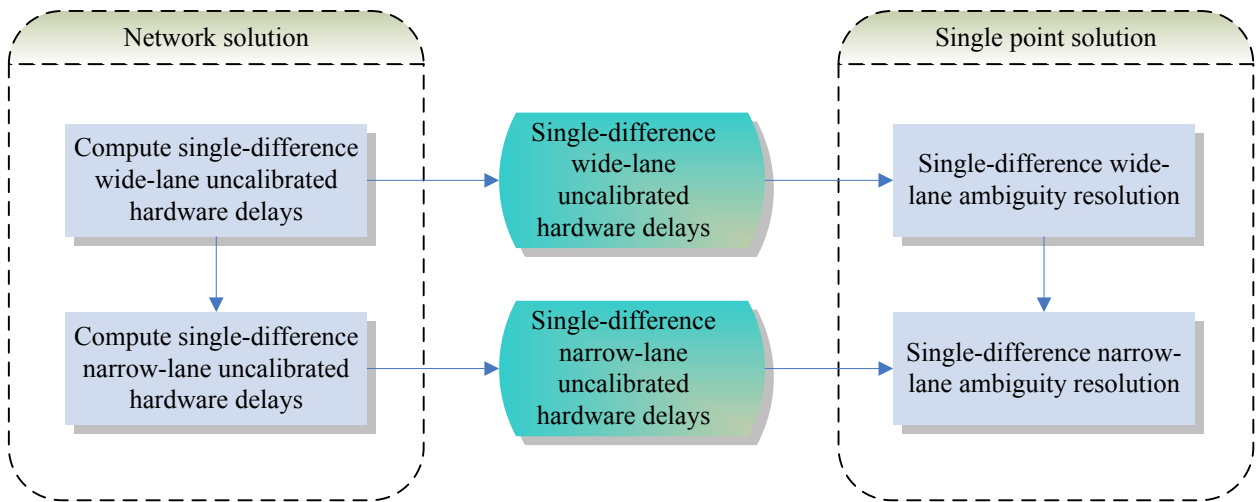 Network solution
Single point solution
Compute single-difference
wide-lane uncalibrated
hardware delays
Single-difference
wide-lane
uncalibrated
hardware delays
Single-difference wide-
lane ambiguity resolution
Compute single-difference
narrow-lane uncalibrated
hardware delays
Single-difference
narrow-lane
uncalibrated
hardware delays
Single-difference narrow-
lane ambiguity resolution